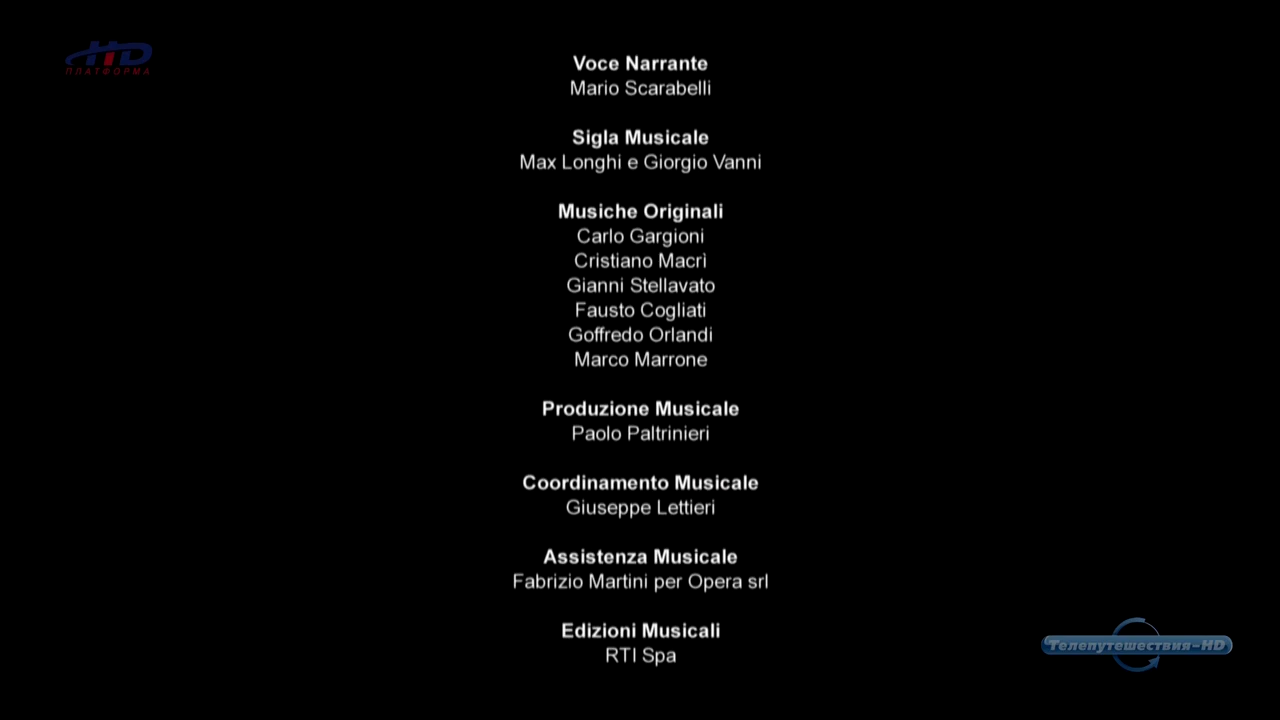 HD
ПЛАТФОРМА
Voce Narrante
Mario Scarabelli
Sigla Musicale
Max Longhi e Giorgio Vanni
Musiche Originali
Carlo Gargioni
Cristiano Macrì
Gianni Stellavato
Fausto Cogliati
Goffredo Orlandi
Marco Marrone
Produzione Musicale
Paolo Paltrinieri
Coordinamento Musicale
Giuseppe Lettieri
Assistenza Musicale
Fabrizio Martini per Opera srl
Edizioni Musicali
RTI Spa
Телепутешествия-HD